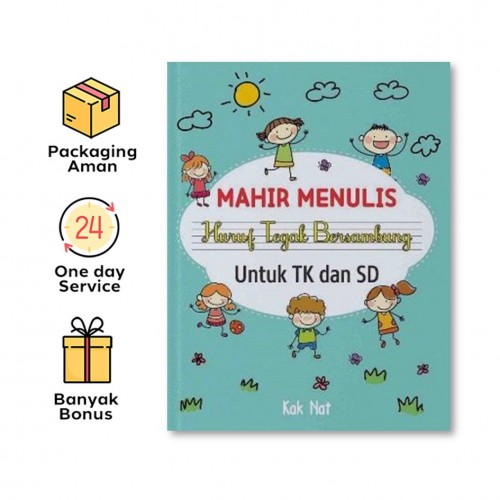 Packaging
Aman
24
One day
Service
Banyak
Bonus
MAHIR MENULIS
Huruf Tegak Bersambung
Untuk TK dan SD
Kak Nat